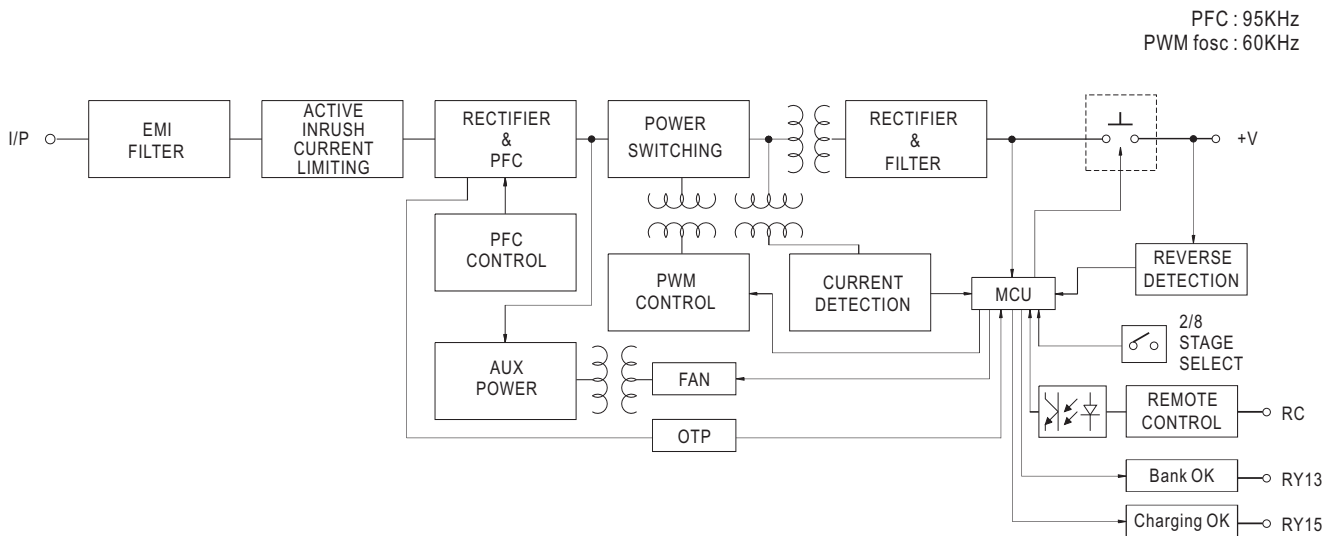 PFC : 95KHz
PWM fosc : 60KHz
I/P
EMI
FILTER
ACTIVE
INRUSH
CURRENT
LIMITING
RECTIFIER
&
PFC
POWER
SWITCHING
RECTIFIER
&
FILTER
+V
PFC
CONTROL
PWM
CONTROL
CURRENT
DETECTION
MCU
REVERSE
DETECTION
2/8
STAGE
SELECT
AUX
POWER
FAN
OTP
REMOTE
CONTROL
RC
Bank OK
RY13
Charging OK
RY15